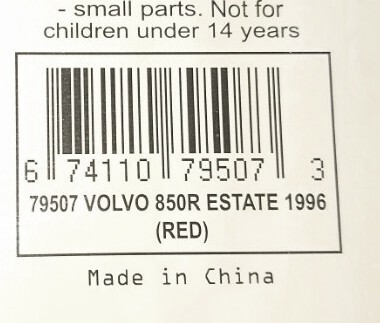 - small parts. Not for
children under 14 years
6 74110 79507 3
79507 VOLVO 850R ESTATE 1996
(RED)
Made in China